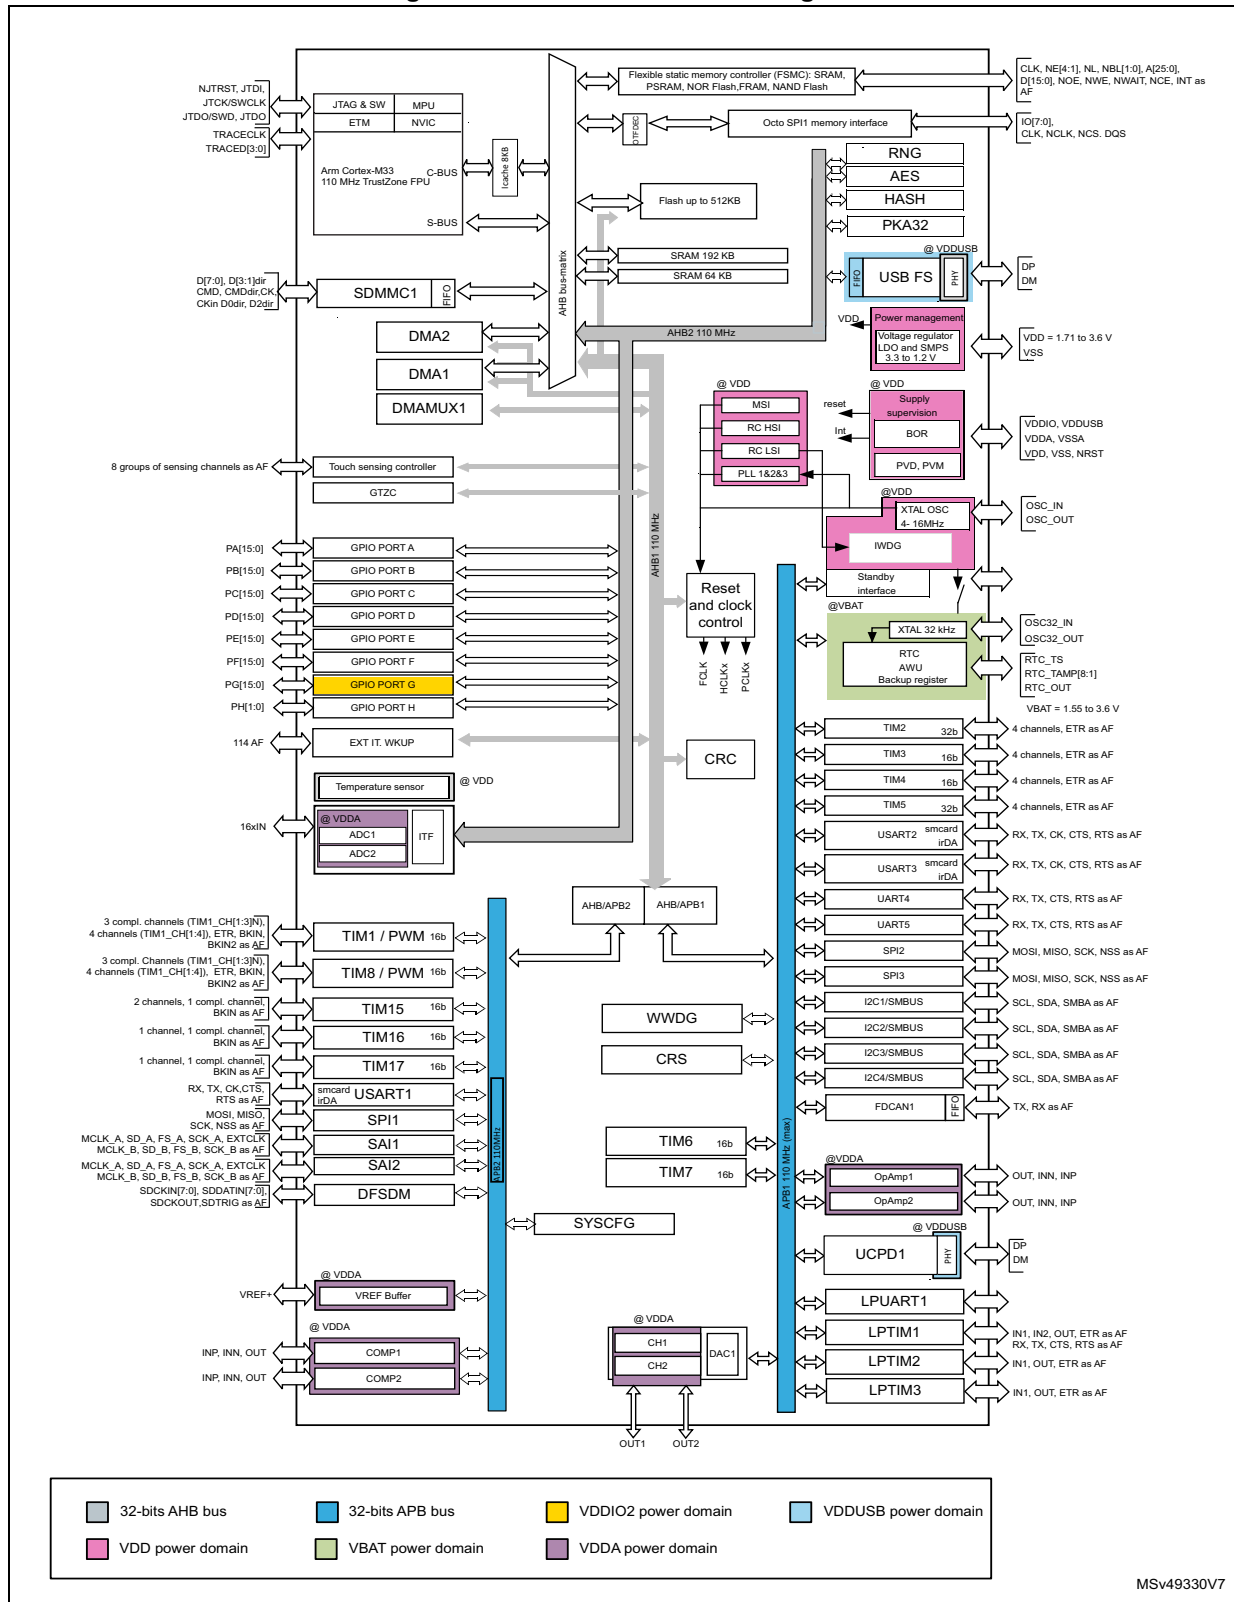 NJTRST, JTDI,
JTCK/SWCLK
JTDO/SWD, JTDO
TRACECLK
TRACED[3:0]
JTAG & SW
MPU
ETM
NVIC
Arm Cortex-M33
110 MHz TrustZone FPU
C-BUS
S-BUS
Icache 8KB
AHB bus-matrix
Flexible static memory controller (FSMC): SRAM,
PSRAM, NOR Flash,FRAM, NAND Flash
CLK, NE[4:1], NL, NBL[1:0], A[25:0],
D[15:0], NOE, NWE, NWAIT, NCE, INT as
AF
OTFDEC
Octo SPI1 memory interface
IO[7:0],
CLK, NCLK, NCS. DQS
RNG
AES
HASH
PKA32
Flash up to 512KB
SRAM 192 KB
SRAM 64 KB
@ VDDUSB
FIFO
USB FS
PHY
DP
DM
D[7:0], D[3:1]dir
CMD, CMDdir,CK,
CKin D0dir, D2dir
SDMMC1
FIFO
AHB2 110 MHz
VDD
Power management
Voltage regulator
LDO and SMPS
3.3 to 1.2 V
VDD = 1.71 to 3.6 V
VSS
DMA2
DMA1
DMAMUX1
@ VDD
MSI
RC HSI
RC LSI
PLL 1&2&3
@ VDD
reset
Int
Supply
supervision
BOR
PVD, PVM
VDDIO, VDDUSB
VDDA, VSSA
VDD, VSS, NRST
8 groups of sensing channels as AF
Touch sensing controller
GTZC
@VDD
XTAL OSC
4- 16MHz
IWDG
OSC_IN
OSC_OUT
Standby
interface
AHB1 110 MHz
PA[15:0]
GPIO PORT A
PB[15:0]
GPIO PORT B
PC[15:0]
GPIO PORT C
PD[15:0]
GPIO PORT D
PE[15:0]
GPIO PORT E
PF[15:0]
GPIO PORT F
PG[15:0]
GPIO PORT G
PH[1:0]
GPIO PORT H
Reset
and clock
control
FCLK
HCLKx
PCLKx
@VBAT
XTAL 32 kHz
RTC
AWU
Backup register
OSC32_IN
OSC32_OUT
RTC_TS
RTC_TAMP[8:1]
RTC_OUT
VBAT = 1.55 to 3.6 V
114 AF
EXT IT. WKUP
CRC
Temperature sensor
@ VDD
16xIN
@ VDDA
ADC1
ADC2
ITF
TIM2
32b
4 channels, ETR as AF
TIM3
16b
4 channels, ETR as AF
TIM4
16b
4 channels, ETR as AF
TIM5
32b
4 channels, ETR as AF
USART2
smcard
irDA
RX, TX, CK, CTS, RTS as AF
USART3
smcard
irDA
RX, TX, CK, CTS, RTS as AF
UART4
RX, TX, CTS, RTS as AF
UART5
RX, TX, CTS, RTS as AF
SPI2
MOSI, MISO, SCK, NSS as AF
SPI3
MOSI, MISO, SCK, NSS as AF
I2C1/SMBUS
SCL, SDA, SMBA as AF
I2C2/SMBUS
SCL, SDA, SMBA as AF
I2C3/SMBUS
SCL, SDA, SMBA as AF
I2C4/SMBUS
SCL, SDA, SMBA as AF
FDCAN1
FIFO
TX, RX as AF
AHB/APB2
AHB/APB1
3 compl. channels (TIM1_CH[1:3]N),
4 channels (TIM1_CH[1:4]), ETR, BKIN,
BKIN2 as AF
TIM1 / PWM
16b
3 compl. Channels (TIM1_CH[1:3]N),
4 channels (TIM1_CH[1:4]), ETR, BKIN,
BKIN2 as AF
TIM8 / PWM
16b
2 channels, 1 compl. channel,
BKIN as AF
TIM15
16b
1 channel, 1 compl. channel,
BKIN as AF
TIM16
16b
1 channel, 1 compl. channel,
BKIN as AF
TIM17
16b
RX, TX, CK,CTS,
RTS as AF
smcard
irDA
USART1
MOSI, MISO,
SCK, NSS as AF
SPI1
MCLK_A, SD_A, FS_A, SCK_A, EXTCLK
MCLK_B, SD_B, FS_B, SCK_B as AF
SAI1
MCLK_A, SD_A, FS_A, SCK_A, EXTCLK
MCLK_B, SD_B, FS_B, SCK_B as AF
SAI2
SDCKIN[7:0], SDDATIN[7:0],
SDCKOUT,SDTRIG as AF
DFSDM
APB2 110MHz
APB1 110 MHz (max)
WWDG
CRS
TIM6
16b
TIM7
16b
SYSCFG
@VDDA
OpAmp1
OUT, INN, INP
OpAmp2
OUT, INN, INP
@ VDDUSB
UCPD1
PHY
DP
DM
@ VDDA
VREF+
VREF Buffer
@ VDDA
INP, INN, OUT
COMP1
INP, INN, OUT
COMP2
@ VDDA
CH1
CH2
DAC1
OUT1
OUT2
LPUART1
LPTIM1
IN1, IN2, OUT, ETR as AF
RX, TX, CTS, RTS as AF
LPTIM2
IN1, OUT, ETR as AF
LPTIM3
IN1, OUT, ETR as AF
32-bits AHB bus
32-bits APB bus
VDDIO2 power domain
VDDUSB power domain
VDD power domain
VBAT power domain
VDDA power domain
MSv49330V7